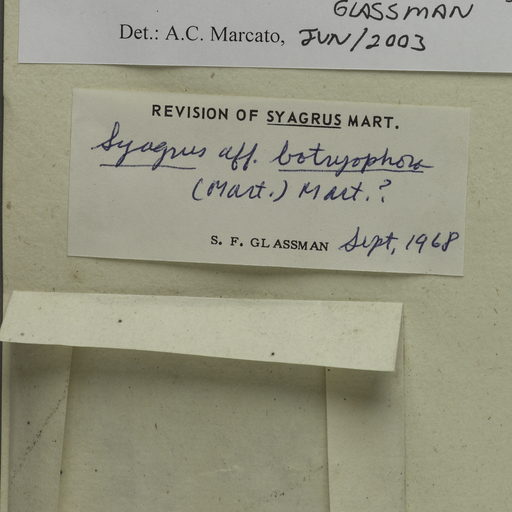 GLASSMAN
Det.: A.C. Marcato, JUN/2003
REVISION OF SYAGRUS MART.
Syagrus aff. botryophora
(Mart.) Mart.?
S. F. GLASSMAN Sept, 1968